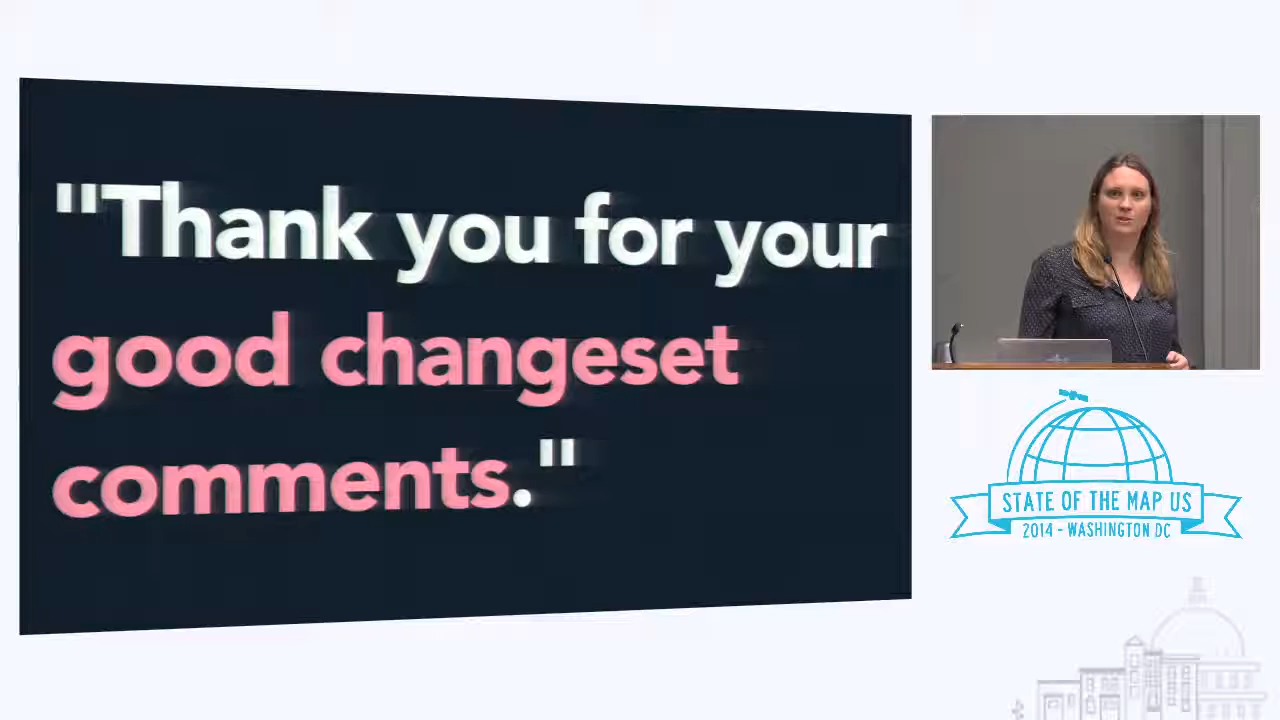 "Thank you for your
good changeset
comments."
STATE OF THE MAP US
2014 - WASHINGTON DC